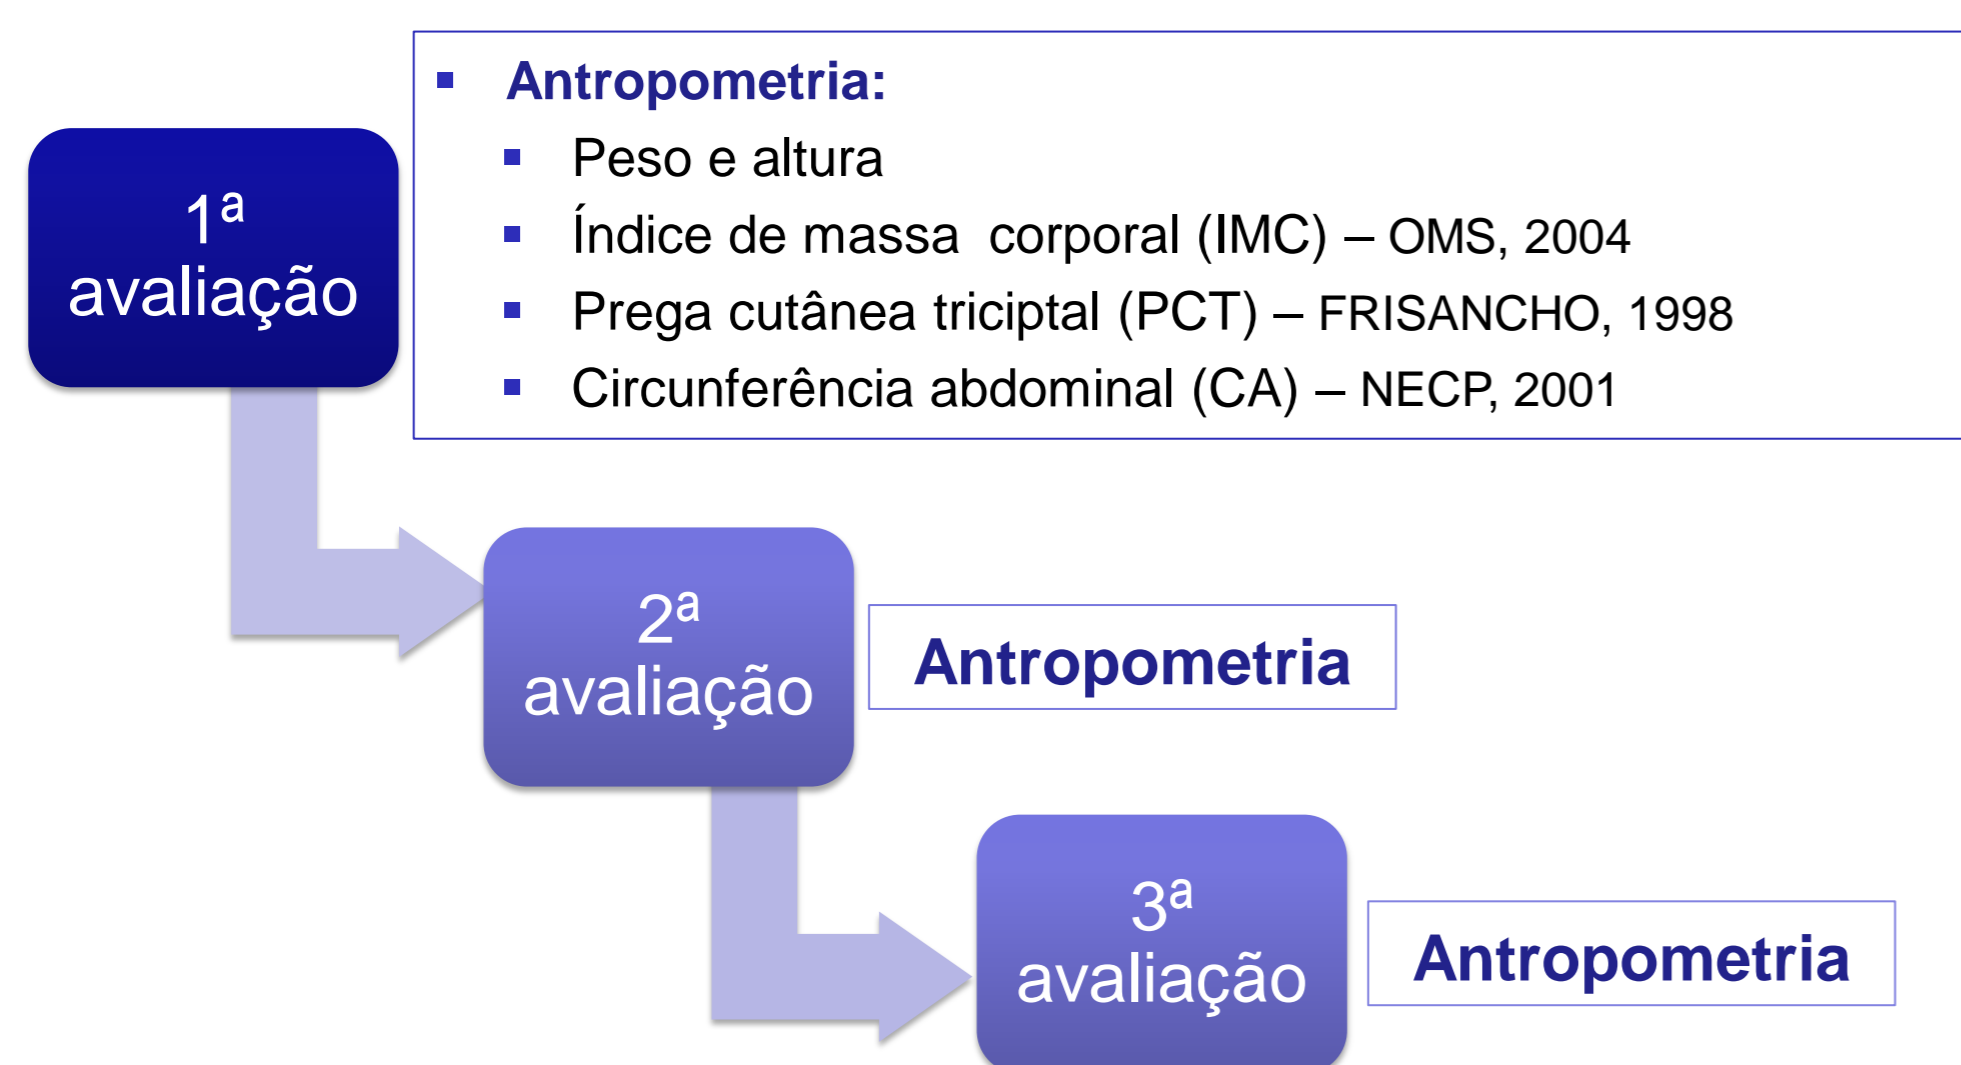 Antropometria:
Peso e altura
Índice de massa corporal (IMC) – OMS, 2004
Prega cutânea triciptal (PCT) – FRISANCHO, 1998
Circunferência abdominal (CA) – NECP, 2001
1ª
avaliação
2ª
avaliação
Antropometria
3ª
avaliação
Antropometria